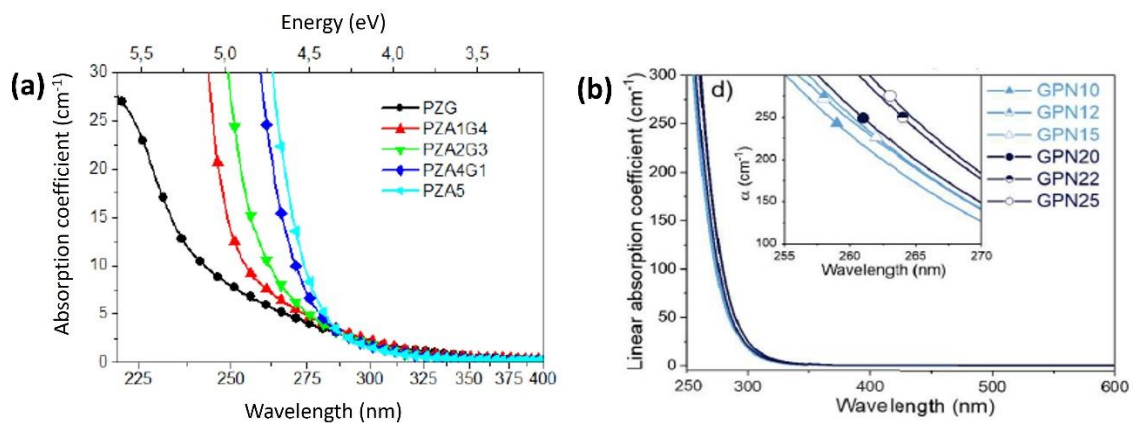 (a)
Energy (eV)
5,5 5,0 4,5 4,0 3,5
30
25
20
15
10
5
0
Absorption coefficient (cm⁻¹)
PZG
PZA1G4
PZA2G3
PZA4G1
PZA5
225 250 275 300 325 350 375 400
Wavelength (nm)
(b)
300
250
200
150
100
50
0
Linear absorption coefficient (cm⁻¹)
d)
300
250
200
150
100
α (cm⁻¹)
255 260 265 270
Wavelength (nm)
GPN10
GPN12
GPN15
GPN20
GPN22
GPN25
250 300 400 500 600
Wavelength (nm)